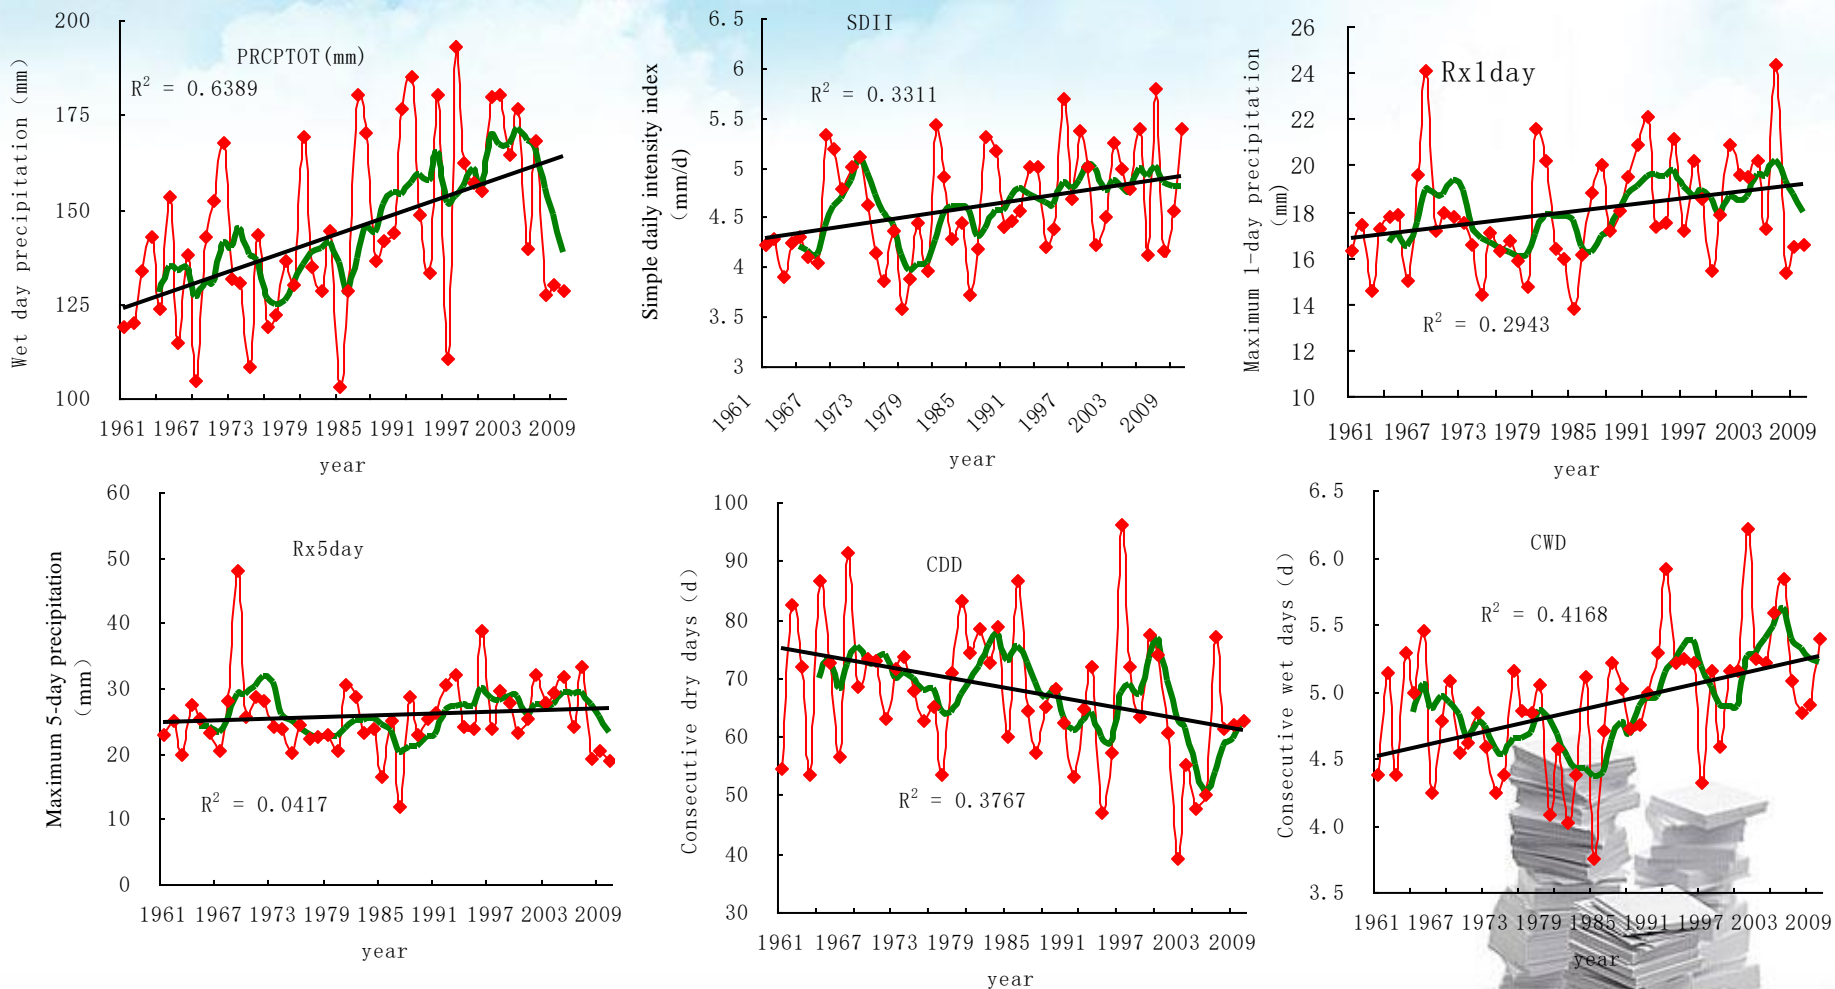 PRCPTOT(mm)
R² = 0.6389
Wet day precipitation (mm)
200
175
150
125
100
1961 1967 1973 1979 1985 1991 1997 2003 2009
year
SDII
R² = 0.3311
Simple daily intensity index
(mm/d)
6.5
6
5.5
5
4.5
4
3.5
3
1961 1967 1973 1979 1985 1991 1997 2003 2009
year
Rx1day
R² = 0.2943
Maximum 1-day precipitation
(mm)
26
24
22
20
18
16
14
12
10
1961 1967 1973 1979 1985 1991 1997 2003 2009
year
Rx5day
R² = 0.0417
Maximum 5-day precipitation
(mm)
60
50
40
30
20
10
0
1961 1967 1973 1979 1985 1991 1997 2003 2009
year
CDD
R² = 0.3767
Consecutive dry days (d)
100
90
80
70
60
50
40
30
1961 1967 1973 1979 1985 1991 1997 2003 2009
year
CWD
R² = 0.4168
Consecutive wet days (d)
6.5
6.0
5.5
5.0
4.5
4.0
3.5
1961 1967 1973 1979 1985 1991 1997 2003 2009
year